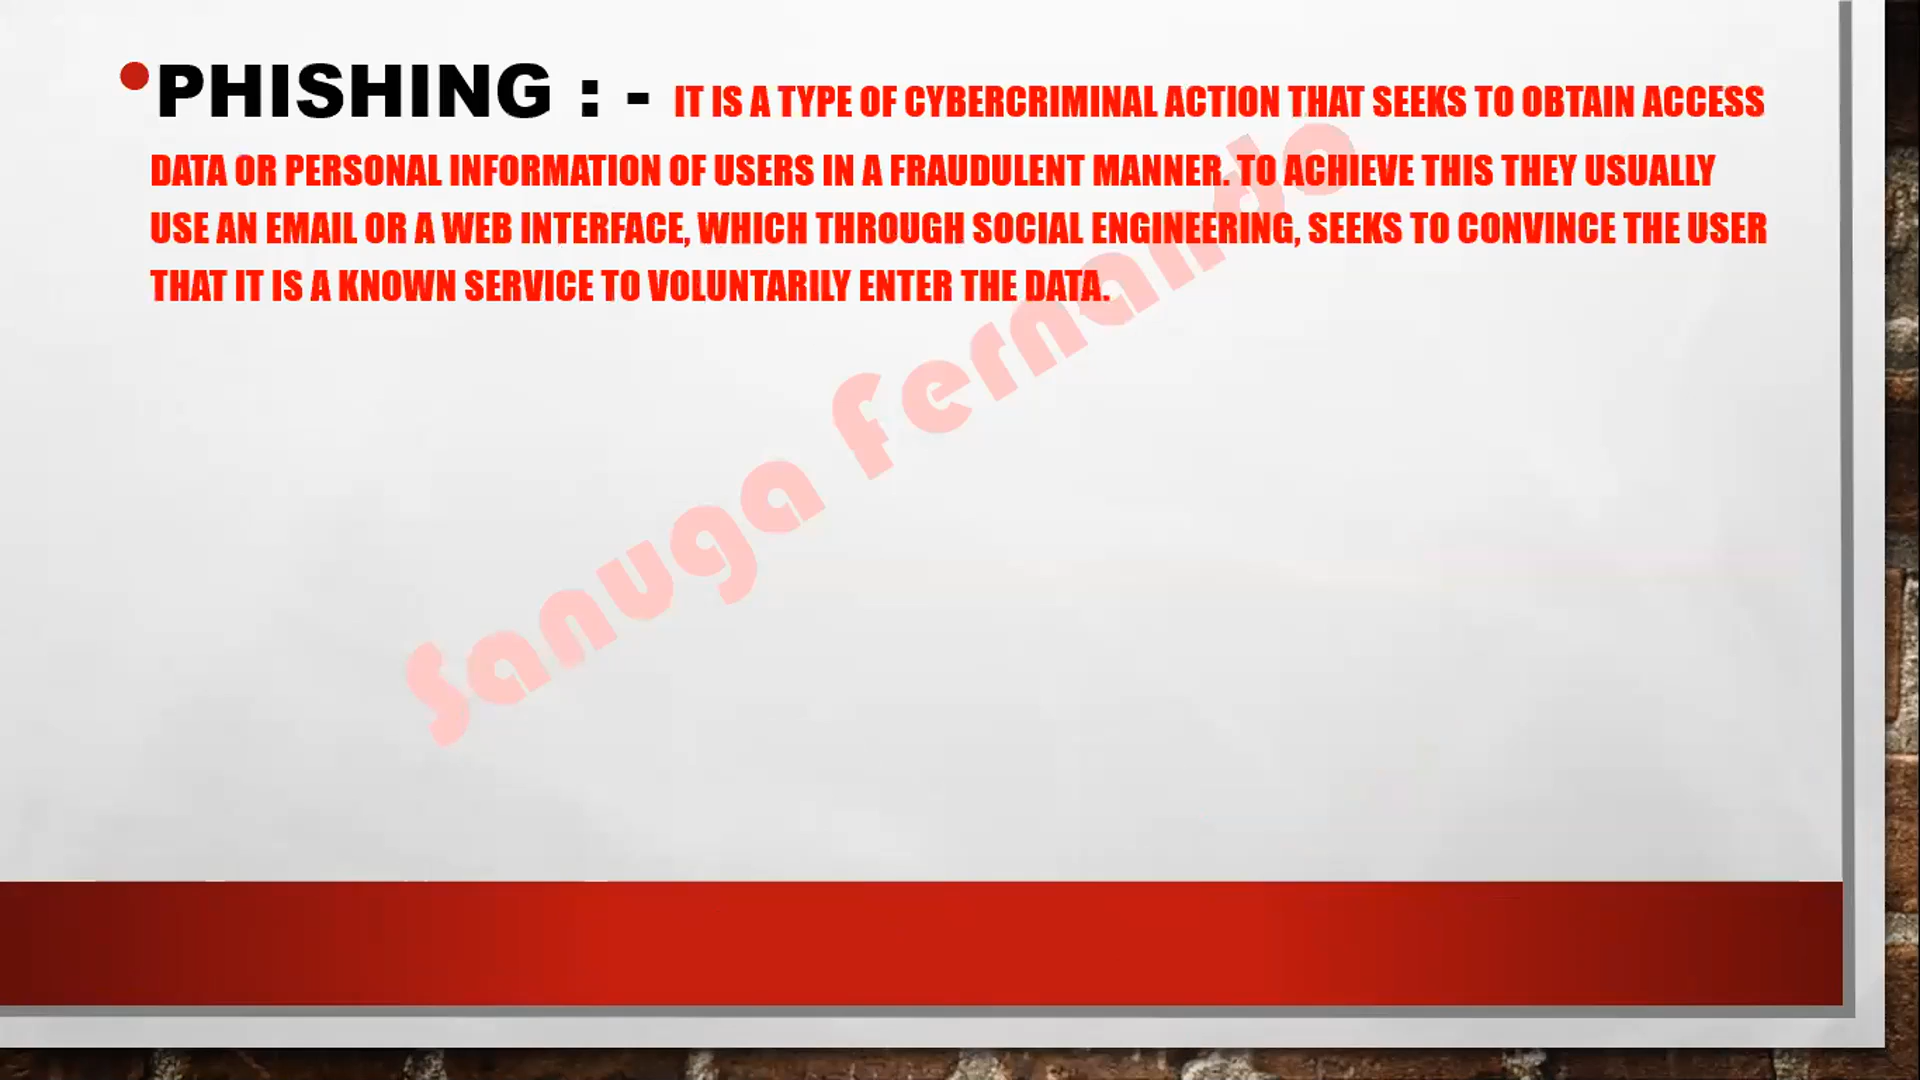 •PHISHING : - IT IS A TYPE OF CYBERCRIMINAL ACTION THAT SEEKS TO OBTAIN ACCESS
DATA OR PERSONAL INFORMATION OF USERS IN A FRAUDULENT MANNER. TO ACHIEVE THIS THEY USUALLY
USE AN EMAIL OR A WEB INTERFACE, WHICH THROUGH SOCIAL ENGINEERING, SEEKS TO CONVINCE THE USER
THAT IT IS A KNOWN SERVICE TO VOLUNTARILY ENTER THE DATA.
Sanuga Fernando